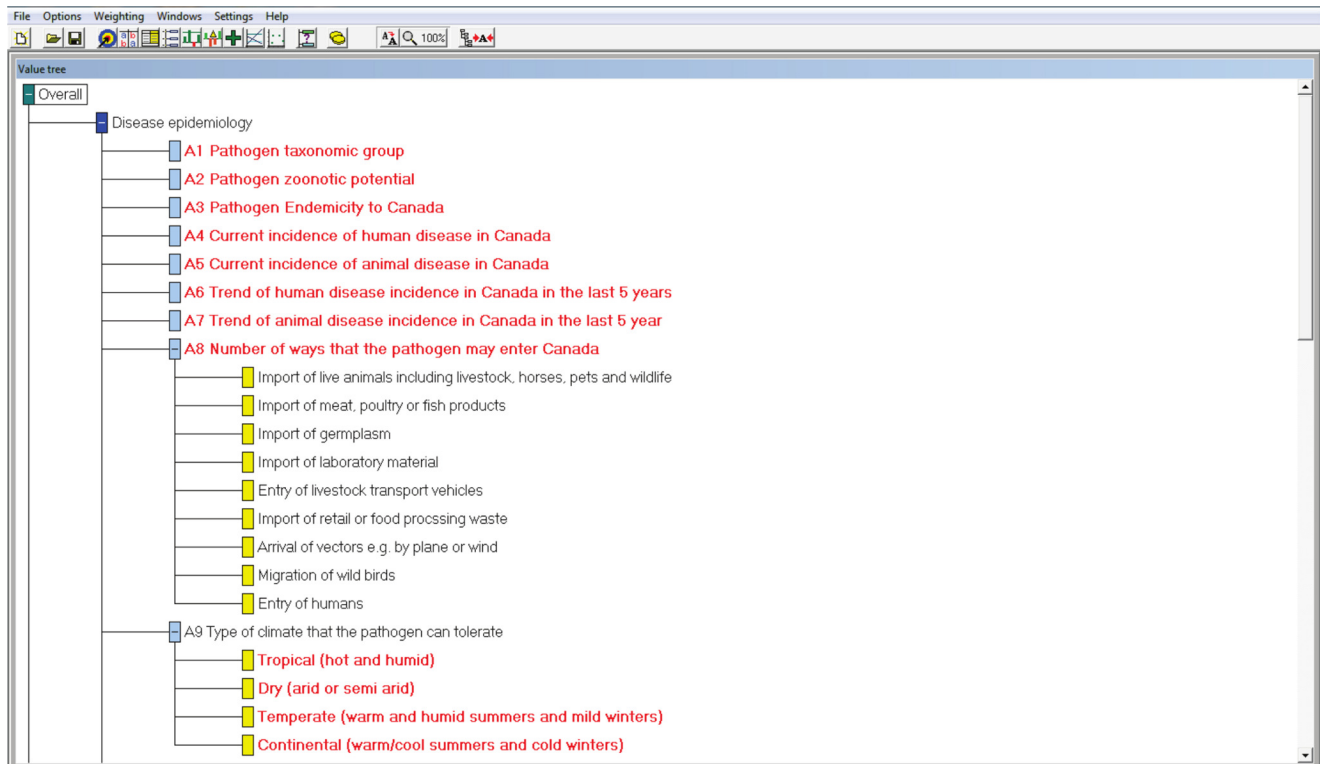 File Options Weighting Windows Settings Help
100%
Value tree
Overall
Disease epidemiology
A1 Pathogen taxonomic group
A2 Pathogen zoonotic potential
A3 Pathogen Endemicity to Canada
A4 Current incidence of human disease in Canada
A5 Current incidence of animal disease in Canada
A6 Trend of human disease incidence in Canada in the last 5 years
A7 Trend of animal disease incidence in Canada in the last 5 year
A8 Number of ways that the pathogen may enter Canada
Import of live animals including livestock, horses, pets and wildlife
Import of meat, poultry or fish products
Import of germplasm
Import of laboratory material
Entry of livestock transport vehicles
Import of retail or food procssing waste
Arrival of vectors e.g. by plane or wind
Migration of wild birds
Entry of humans
A9 Type of climate that the pathogen can tolerate
Tropical (hot and humid)
Dry (arid or semi arid)
Temperate (warm and humid summers and mild winters)
Continental (warm/cool summers and cold winters)